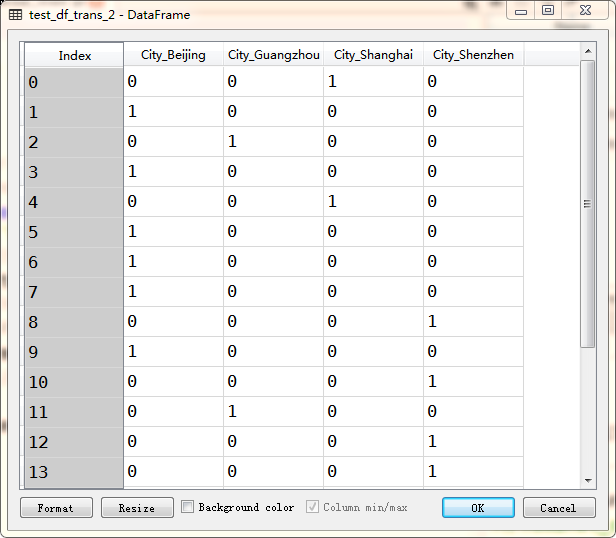 test_df_trans_2 - DataFrame
Index City_Beijing City_Guangzhou City_Shanghai City_Shenzhen
0 0 0 1 0
1 1 0 0 0
2 0 1 0 0
3 1 0 0 0
4 0 0 1 0
5 1 0 0 0
6 1 0 0 0
7 1 0 0 0
8 0 0 0 1
9 1 0 0 0
10 0 0 0 1
11 0 1 0 0
12 0 0 0 1
13 0 0 0 1
Format Resize Background color Column min/max OK Cancel